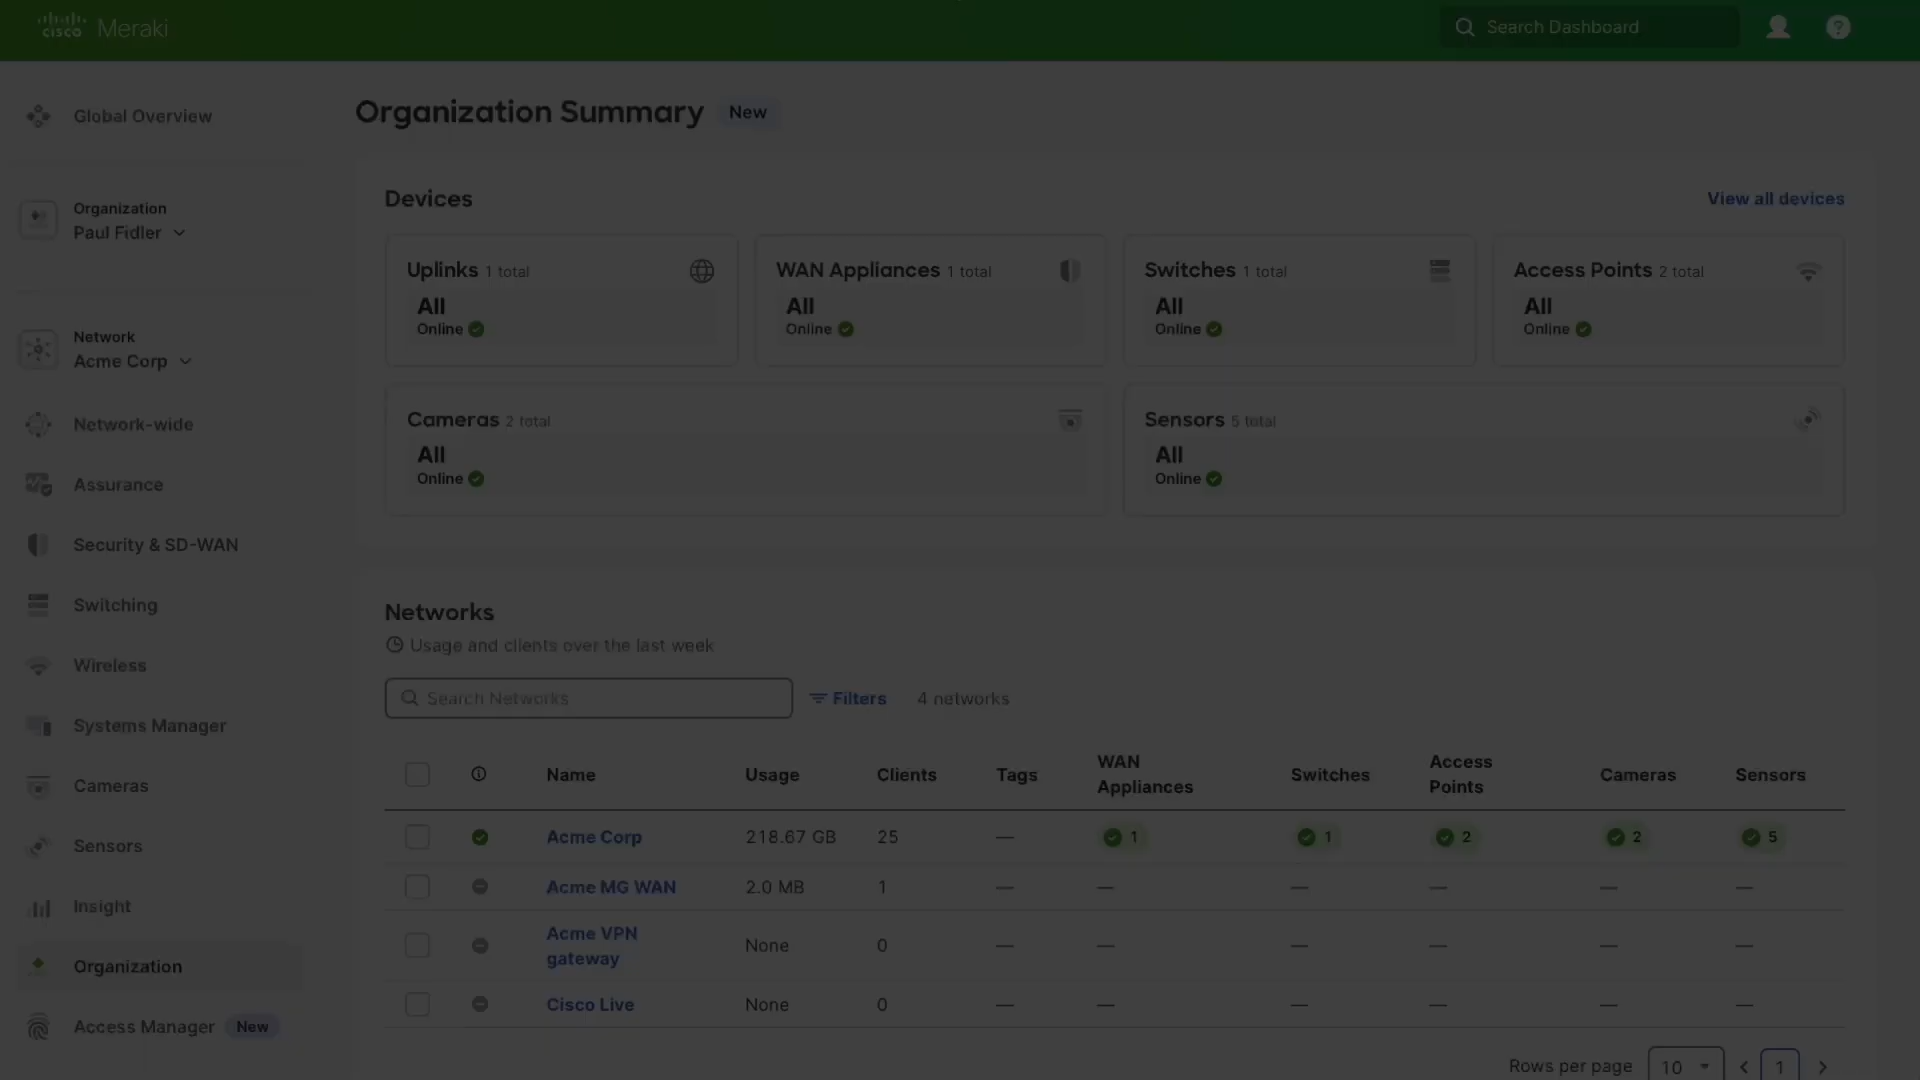 cisco Meraki
Search Dashboard
Global Overview
Organization
Paul Fidler
Network
Acme Corp
Network-wide
Assurance
Security & SD-WAN
Switching
Wireless
Systems Manager
Cameras
Sensors
Insight
Organization
Access Manager New
Organization Summary New
Devices
View all devices
Uplinks 1 total
All
Online
WAN Appliances 1 total
All
Online
Switches 1 total
All
Online
Access Points 2 total
All
Online
Cameras 2 total
All
Online
Sensors 5 total
All
Online
Networks
Usage and clients over the last week
Search Networks
Filters
4 networks
Name Usage Clients Tags WAN Appliances Switches Access Points Cameras Sensors
Acme Corp 218.67 GB 25 — 1 1 2 2 5
Acme MG WAN 2.0 MB 1 — — — — — —
Acme VPN gateway None 0 — — — — — —
Cisco Live None 0 — — — — — —
Rows per page 10 1